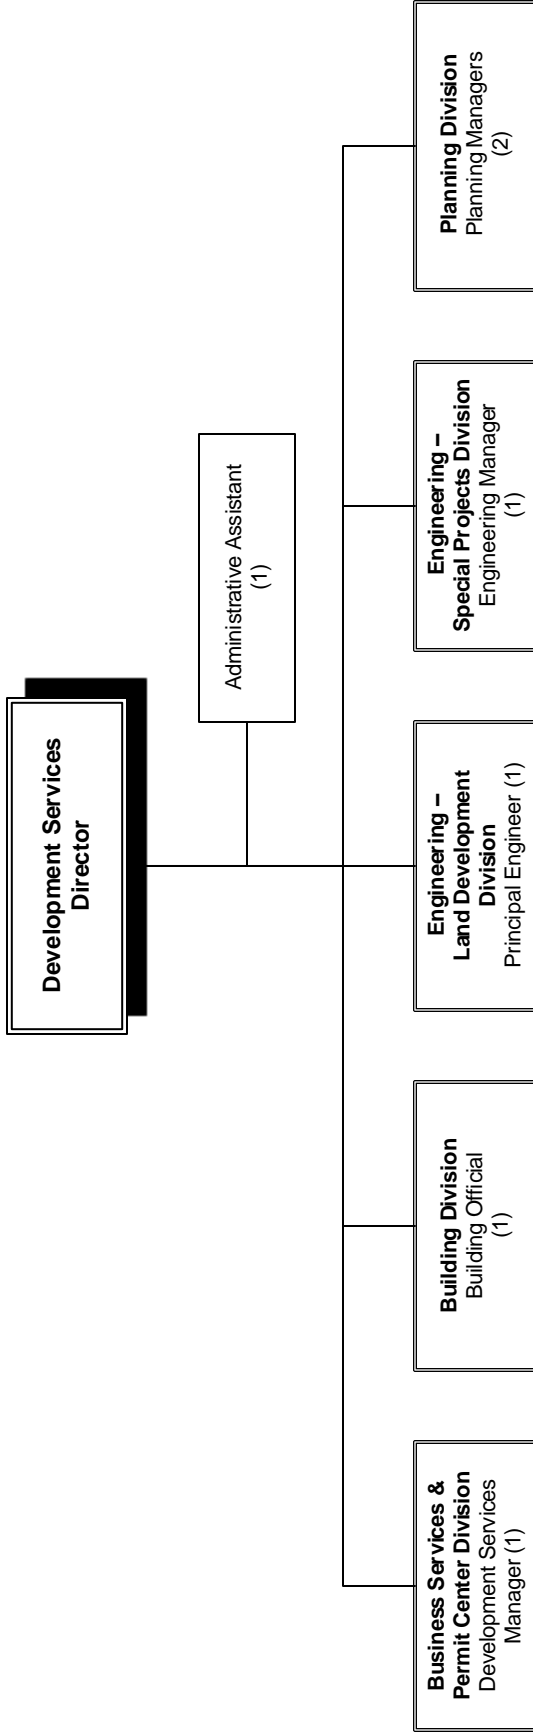 Development Services
Director
Administrative Assistant
(1)
Business Services &
Permit Center Division
Development Services
Manager (1)
Building Division
Building Official
(1)
Engineering –
Land Development
Division
Principal Engineer (1)
Engineering –
Special Projects Division
Engineering Manager
(1)
Planning Division
Planning Managers
(2)